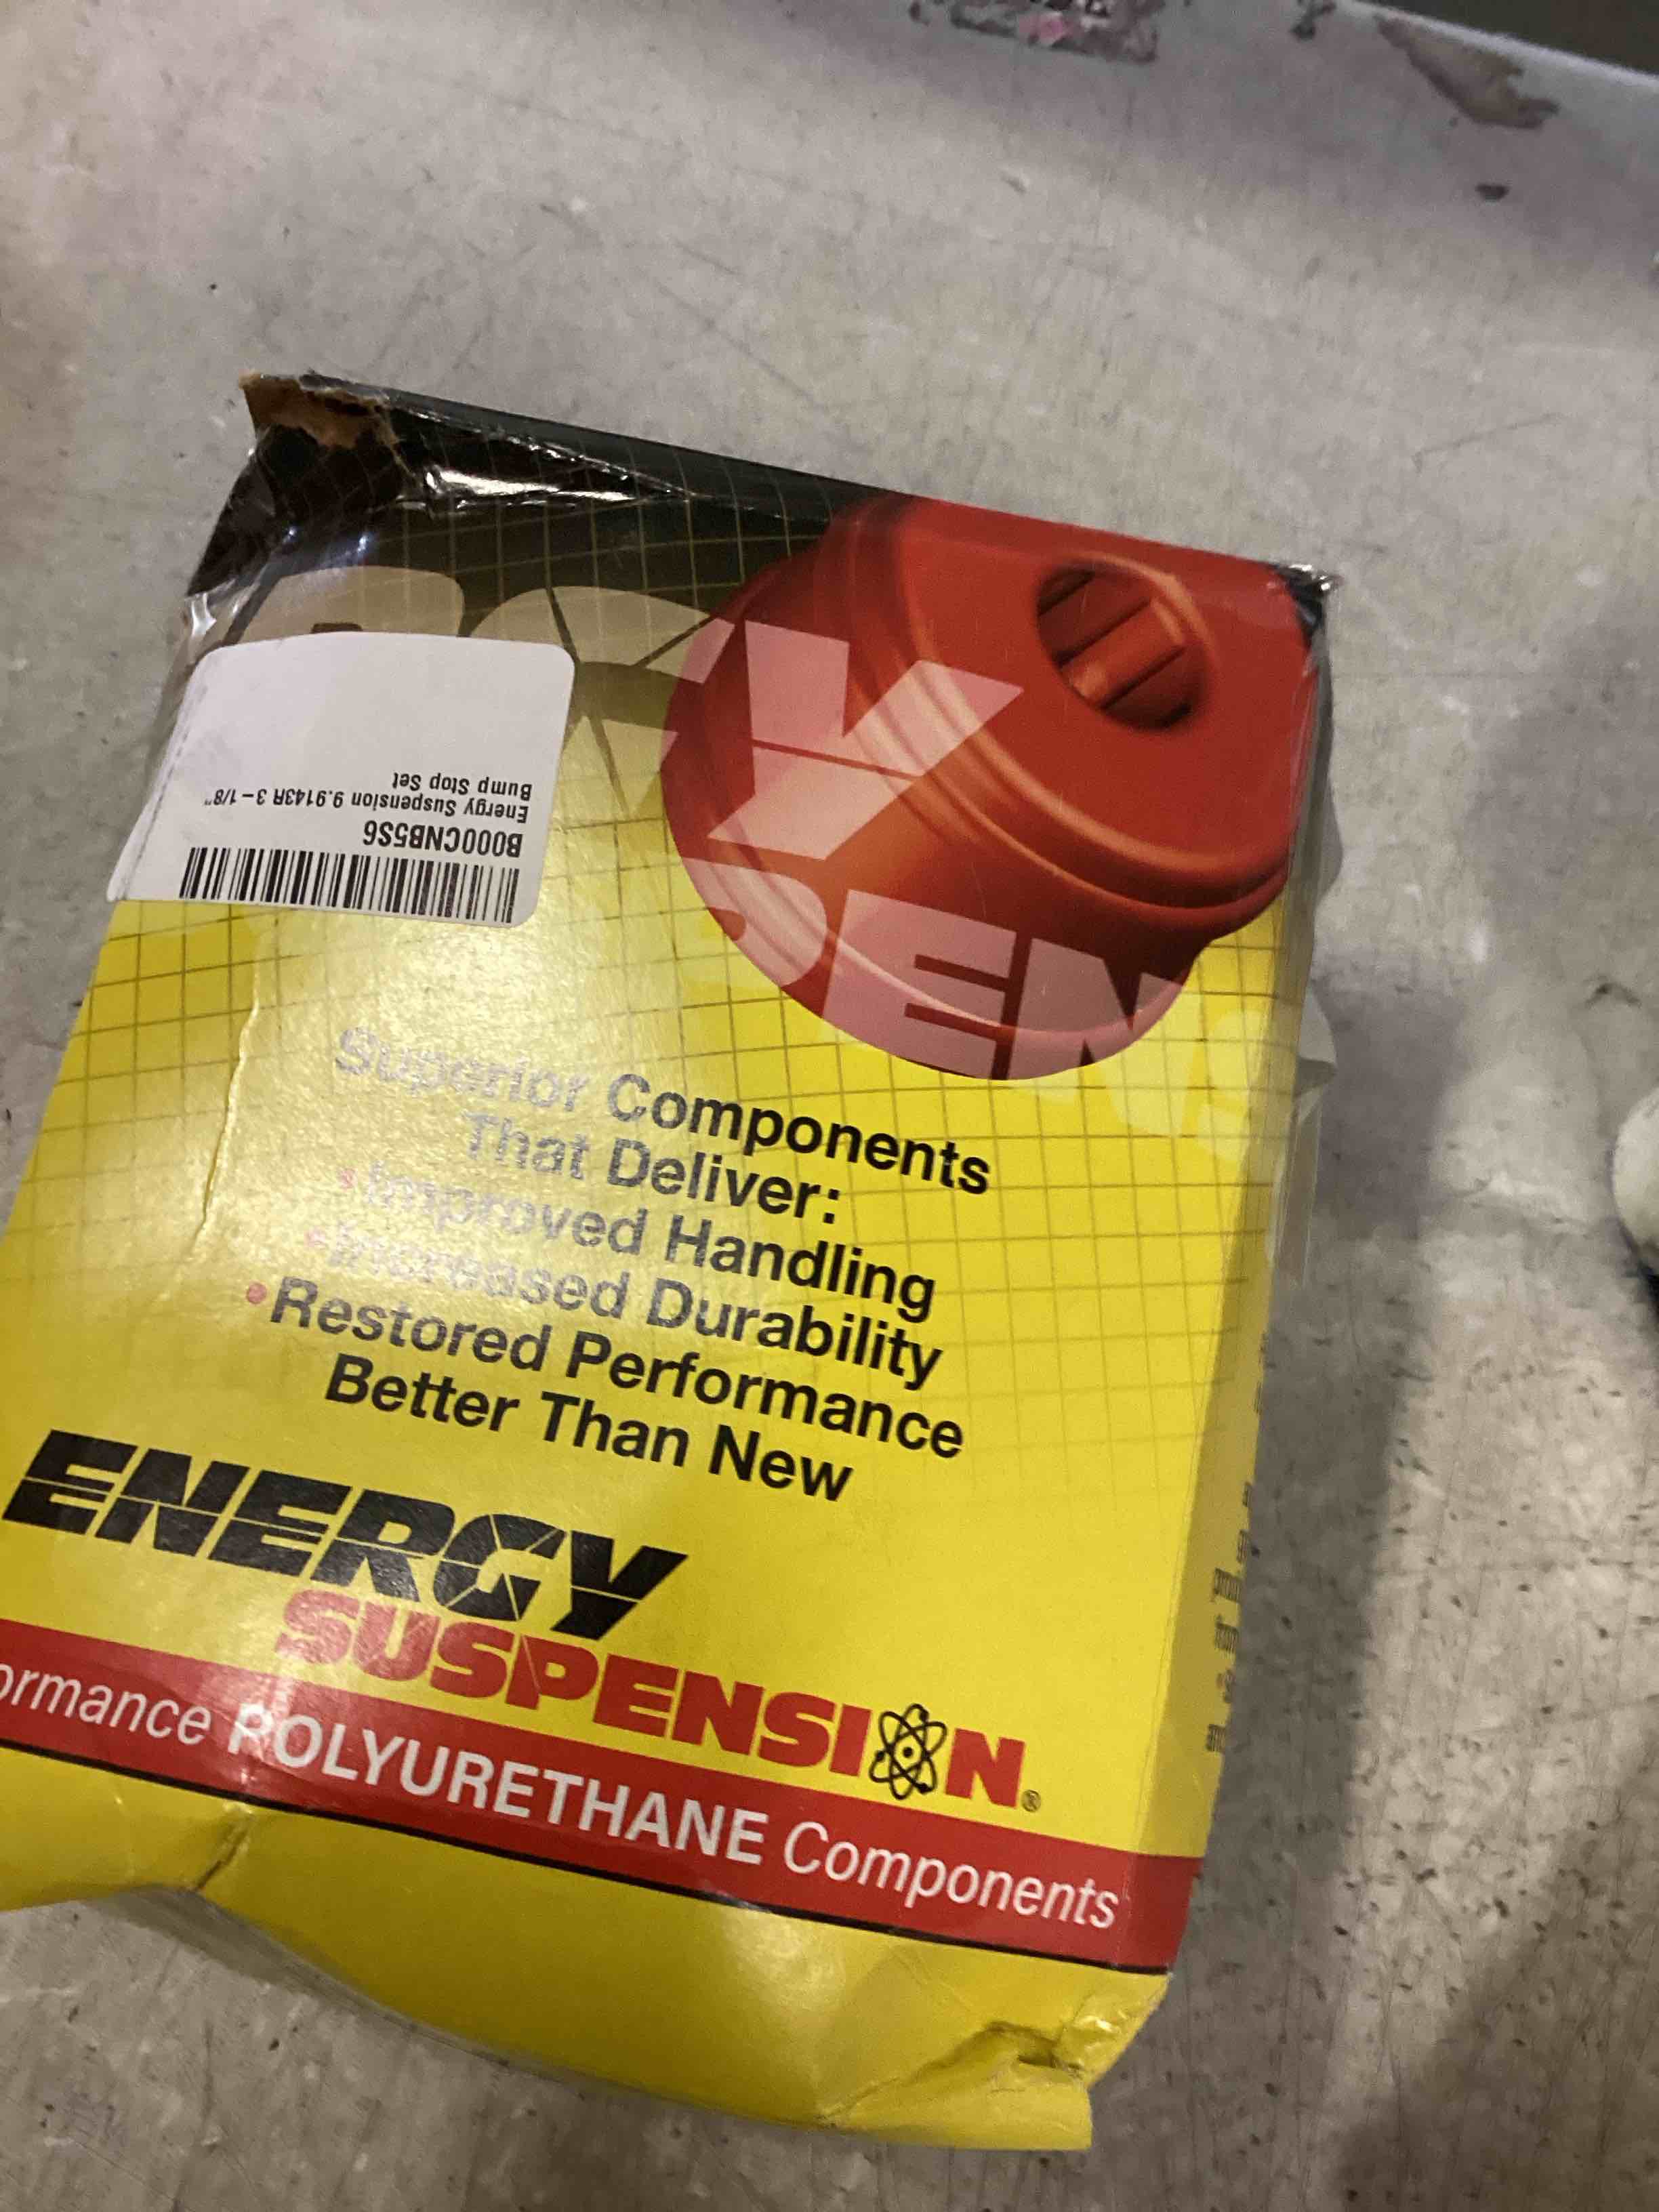 B000CNB5S6
Energy Suspension 9.9143R 3-1/8"
Bump Stop Set
Superior Components
That Deliver:
•Improved Handling
•Increased Durability
•Restored Performance
Better Than New
ENERGY
SUSPENSION®
ormance POLYURETHANE Components